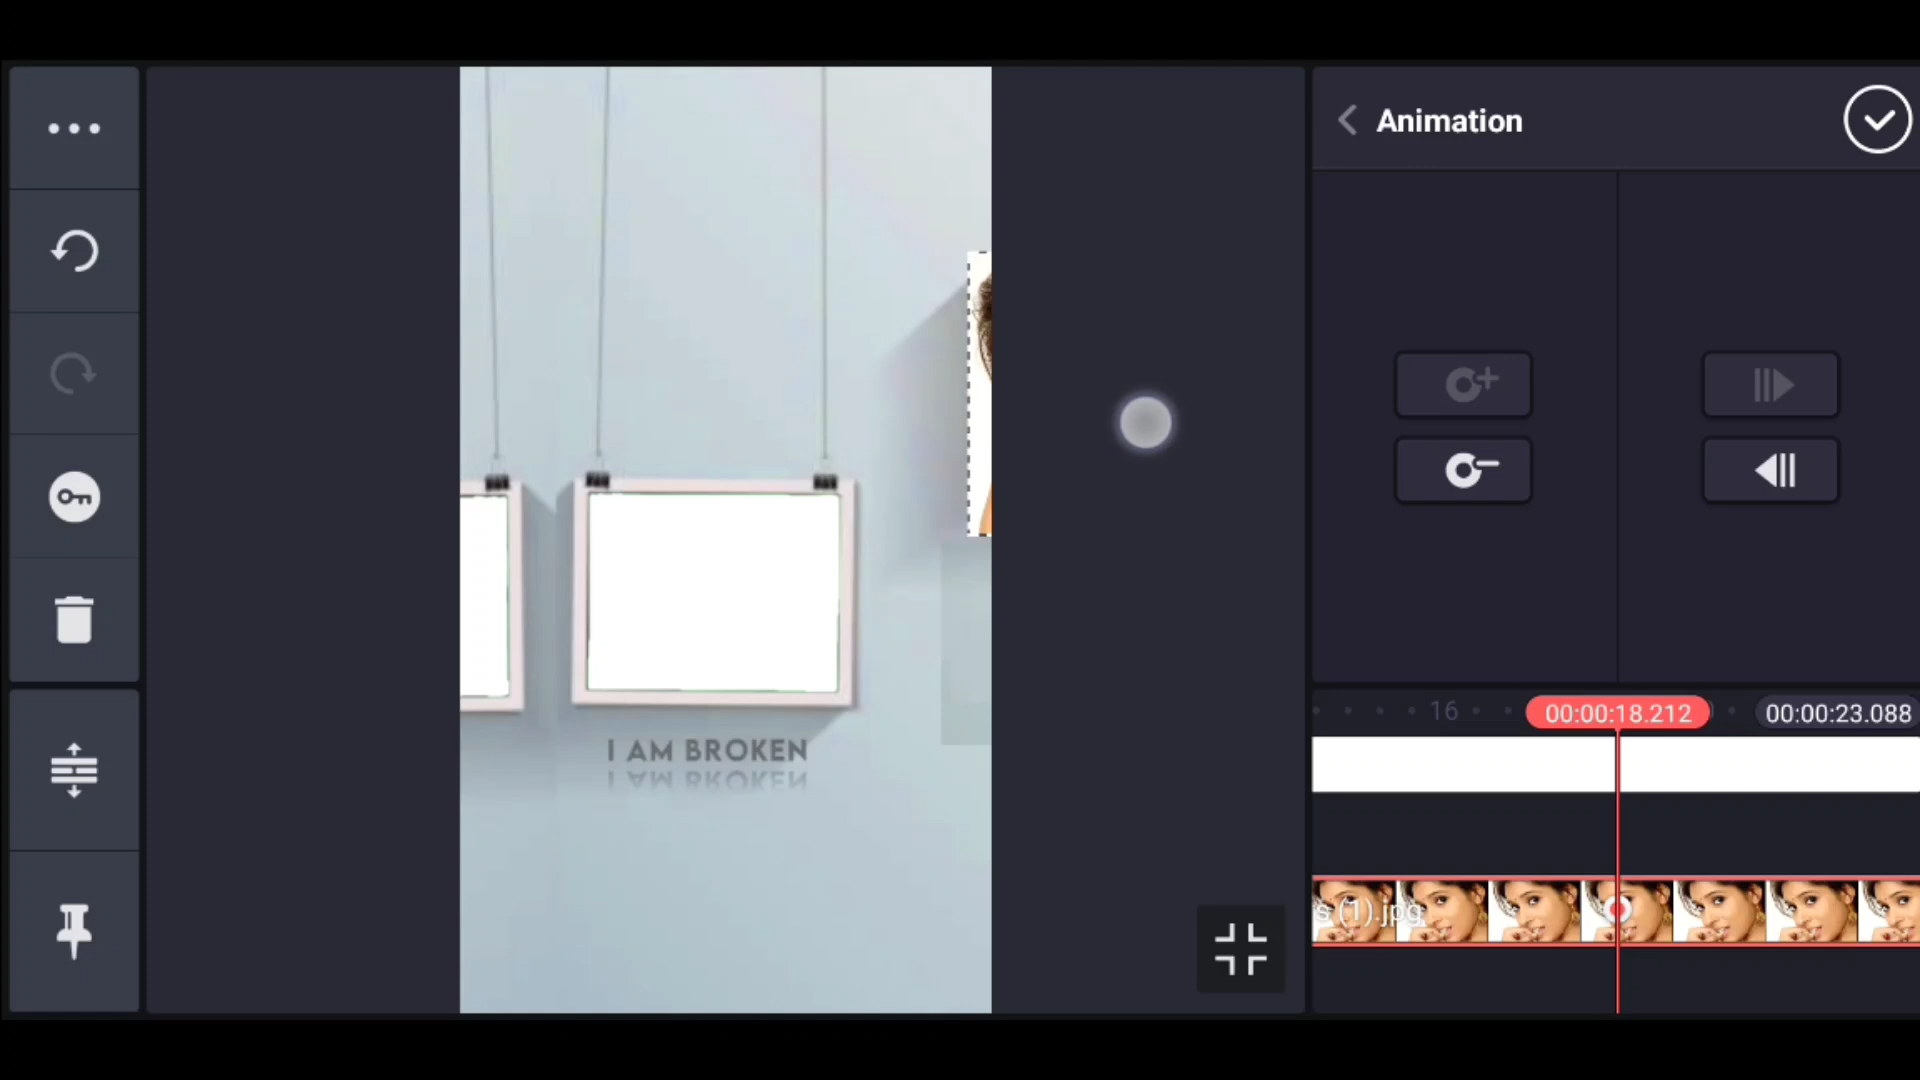 Animation
16
00:00:18.212
00:00:23.088
I AM BROKEN
s (1).jpg